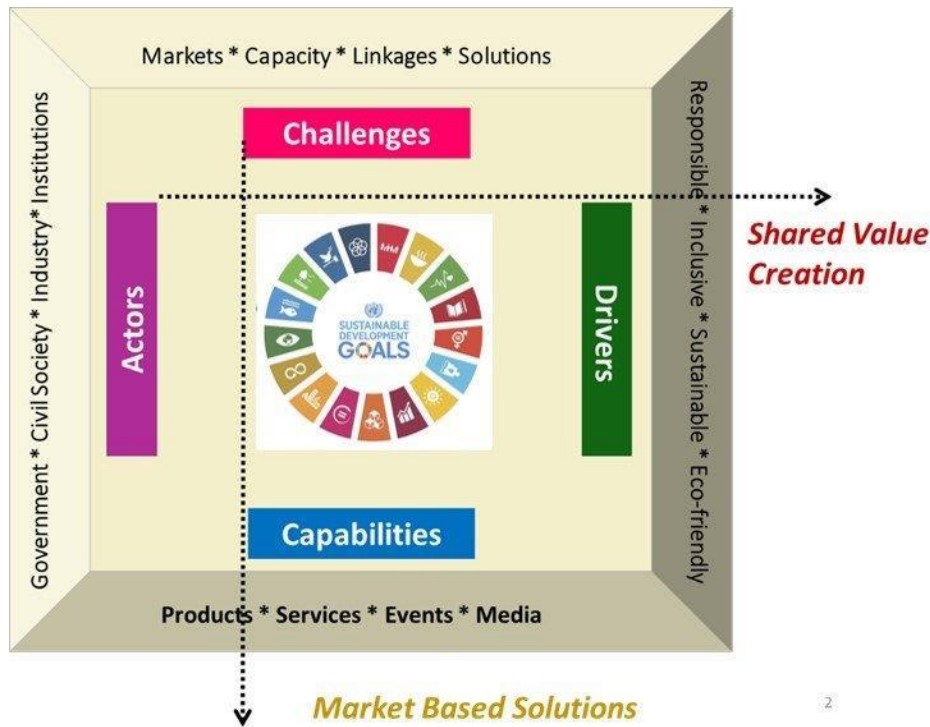 Markets * Capacity * Linkages * Solutions
Challenges
Government * Civil Society * Industry* Institutions
Actors
SUSTAINABLE
DEVELOPMENT
GOALS
Drivers
Responsible * Inclusive * Sustainable * Eco-friendly
Shared Value
Creation
Capabilities
Products * Services * Events * Media
Market Based Solutions
2